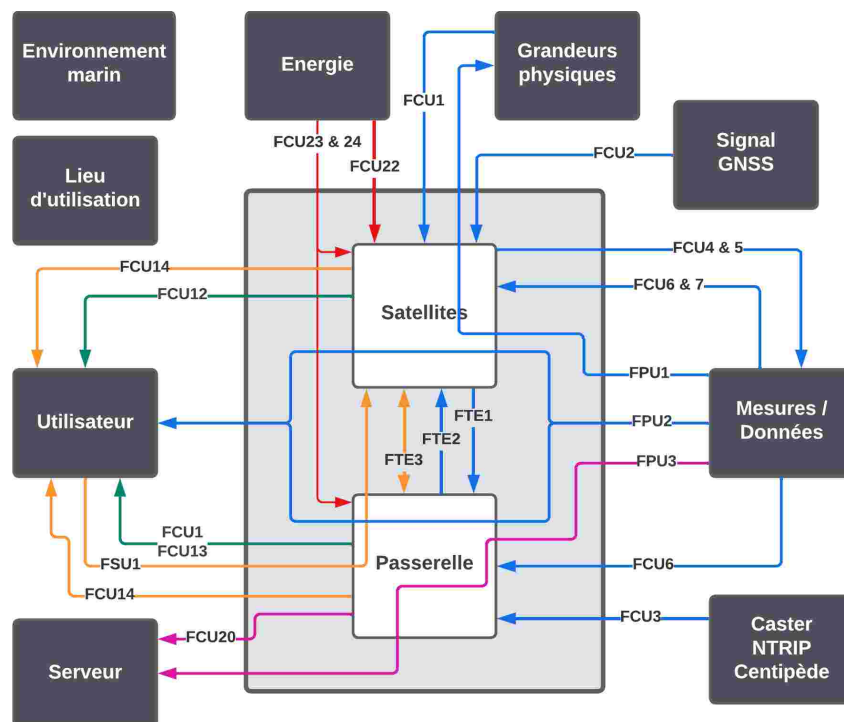 Environnement
marin
Energie
Grandeurs
physiques
FCU1
FCU23 & 24
FCU22
FCU2
Signal
GNSS
Lieu
d'utilisation
FCU14
FCU12
FCU4 & 5
FCU6 & 7
Satellites
FPU1
Utilisateur
FTE1
FTE2
FTE3
FPU2
FPU3
Mesures /
Données
FCU1
FCU13
FSU1
FCU14
Passerelle
FCU6
FCU3
FCU20
Serveur
Caster
NTRIP
Centipède